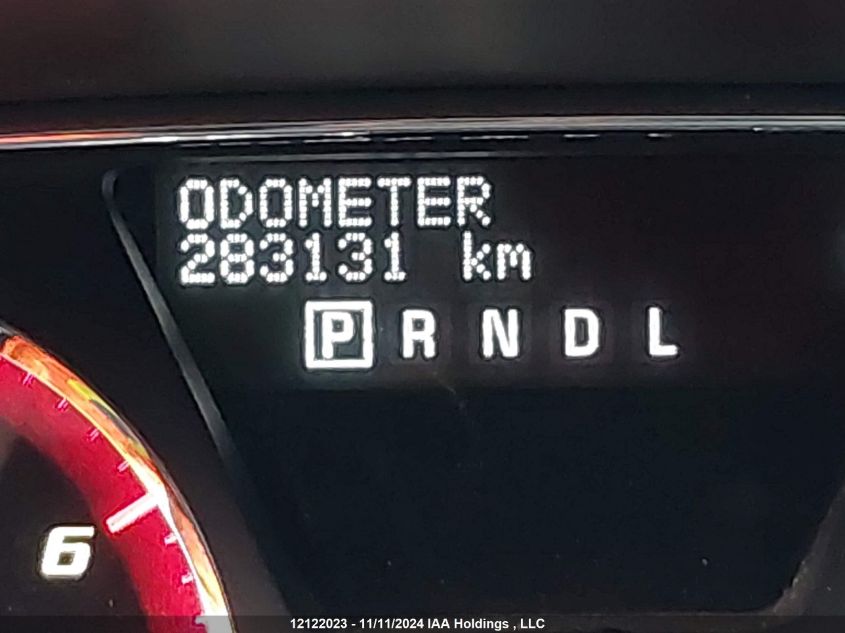 ODOMETER
283131 km
P R N D L
6
12122023 - 11/11/2024 IAA Holdings , LLC